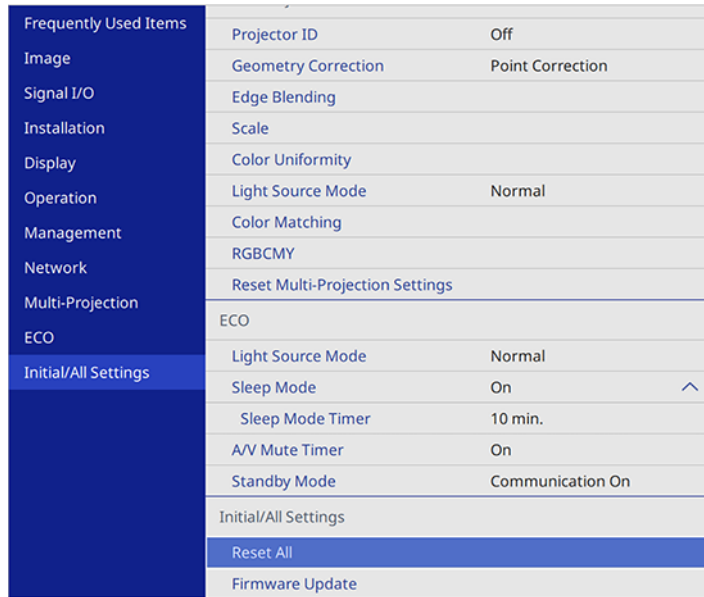 Frequently Used Items
Image
Signal I/O
Installation
Display
Operation
Management
Network
Multi-Projection
ECO
Initial/All Settings
Projector ID Off
Geometry Correction Point Correction
Edge Blending
Scale
Color Uniformity
Light Source Mode Normal
Color Matching
RGBCMY
Reset Multi-Projection Settings
ECO
Light Source Mode Normal
Sleep Mode On
Sleep Mode Timer 10 min.
A/V Mute Timer On
Standby Mode Communication On
Initial/All Settings
Reset All
Firmware Update